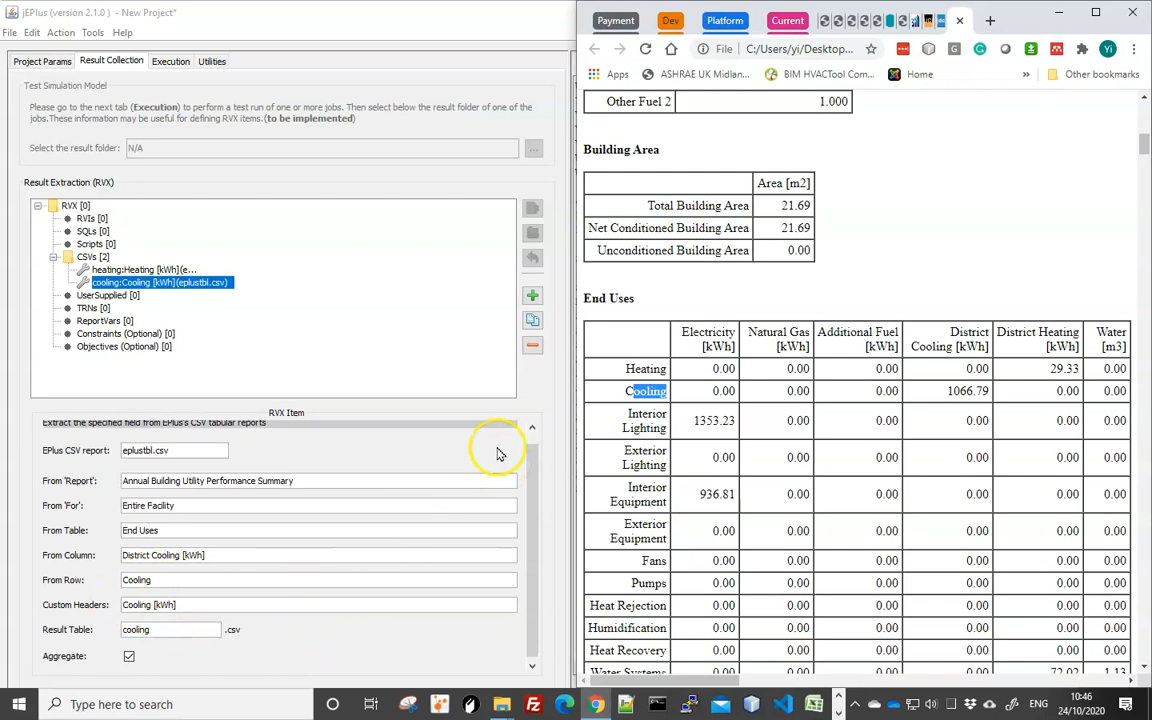 jEPlus (version 2.1.0 ) - New Project*
File Edit Action Tools Help
Project Params Result Collection Execution Utilities
Test Simulation Model
Please go to the next tab (Execution) to perform a test run of one or more jobs. Then select below the result folder of one of the
jobs.These information may be useful for defining RVX items.(to be implemented)
Select the result folder: N/A ...
Result Extraction (RVX)
RVX [0]
RVIs [0]
SQLs [0]
Scripts [0]
CSVs [2]
heating:Heating [kWh](e...
cooling:Cooling [kWh](eplustbl.csv)
UserSupplied [0]
TRNs [0]
ReportVars [0]
Constraints (Optional) [0]
Objectives (Optional) [0]
RVX Item
Extract the specified field from EPlus's CSV tabular reports
EPlus CSV report: eplustbl.csv
From 'Report': Annual Building Utility Performance Summary
From 'For': Entire Facility
From Table: End Uses
From Column: District Cooling [kWh]
From Row: Cooling
Custom Headers: Cooling [kWh]
Result Table: cooling .csv
Aggregate:
Payment Dev Platform Current
File C:/Users/yi/Desktop... Yi
Apps ASHRAE UK Midlan... BIM HVACTool Com... Home » Other bookmarks
Other Fuel 2 1.000
Building Area
Area [m2]
Total Building Area 21.69
Net Conditioned Building Area 21.69
Unconditioned Building Area 0.00
End Uses
Electricity [kWh] Natural Gas [kWh] Additional Fuel [kWh] District Cooling [kWh] District Heating [kWh] Water [m3]
Heating 0.00 0.00 0.00 0.00 29.33 0.00
Cooling 0.00 0.00 0.00 1066.79 0.00 0.00
Interior Lighting 1353.23 0.00 0.00 0.00 0.00 0.00
Exterior Lighting 0.00 0.00 0.00 0.00 0.00 0.00
Interior Equipment 936.81 0.00 0.00 0.00 0.00 0.00
Exterior Equipment 0.00 0.00 0.00 0.00 0.00 0.00
Fans 0.00 0.00 0.00 0.00 0.00 0.00
Pumps 0.00 0.00 0.00 0.00 0.00 0.00
Heat Rejection 0.00 0.00 0.00 0.00 0.00 0.00
Humidification 0.00 0.00 0.00 0.00 0.00 0.00
Heat Recovery 0.00 0.00 0.00 0.00 0.00 0.00
Water Systems 0.00 0.00 0.00 0.00 72.02 1.13
Type here to search
ENG
10:46
24/10/2020